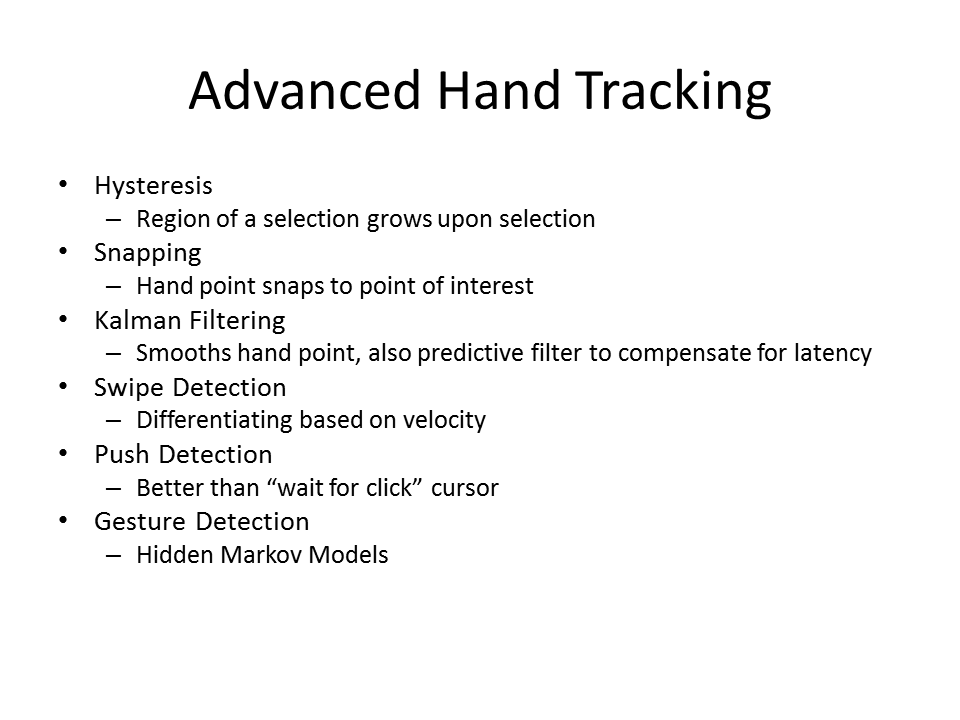 Advanced Hand Tracking
• Hysteresis
– Region of a selection grows upon selection
• Snapping
– Hand point snaps to point of interest
• Kalman Filtering
– Smooths hand point, also predictive filter to compensate for latency
• Swipe Detection
– Differentiating based on velocity
• Push Detection
– Better than “wait for click” cursor
• Gesture Detection
– Hidden Markov Models